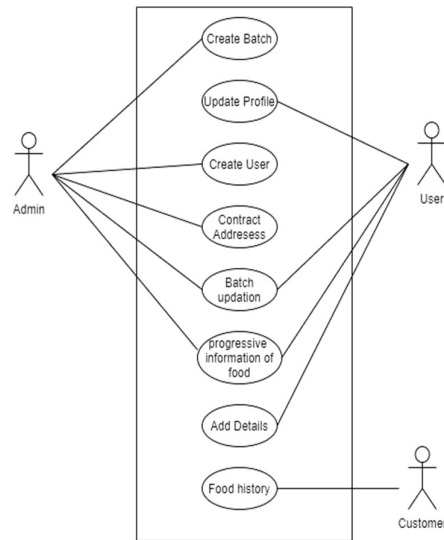 Create Batch
Update Profile
Create User
Admin
User
Contract
Addresess
Batch
updation
progressive
information of
food
Add Details
Food history
Customer